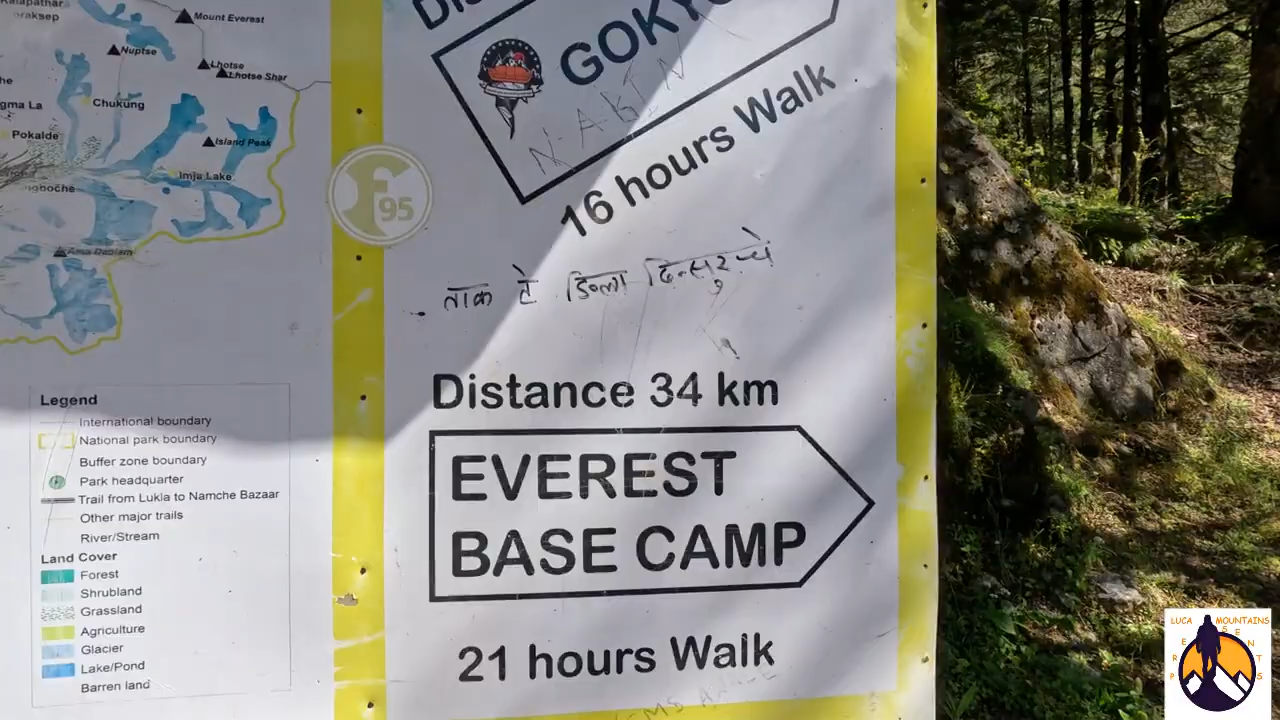 Kalapathar
Gorakshep
Mount Everest
Nuptse
Lhotse
Lhotse Shar
Chukung
Pokalde
Island Peak
Imja Lake
Ama Dablam
Legend
International boundary
National park boundary
Buffer zone boundary
Park headquarter
Trail from Lukla to Namche Bazaar
Other major trails
River/Stream
Land Cover
Forest
Shrubland
Grassland
Agriculture
Glacier
Lake/Pond
Barren land
F95
GOKYO
16 hours Walk
Distance 34 km
EVEREST
BASE CAMP
21 hours Walk
LUCA MOUNTAINS